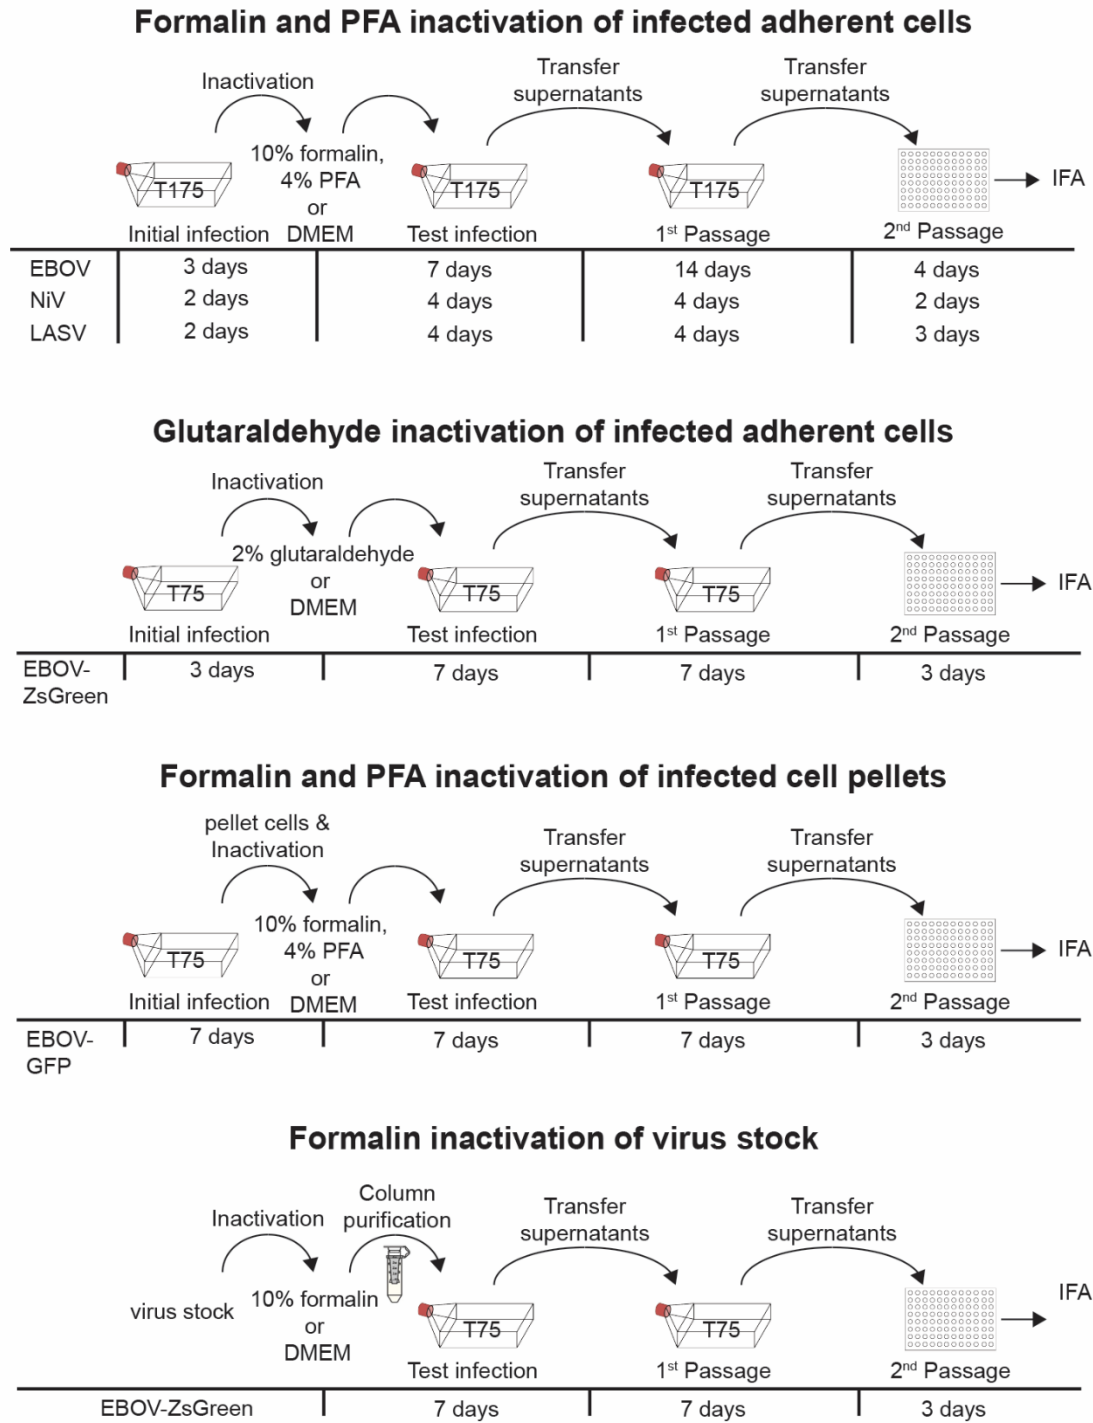 Formalin and PFA inactivation of infected adherent cells
Inactivation
Transfer
supernatants
Transfer
supernatants
10% formalin,
4% PFA
or
DMEM
T175
T175
T175
IFA
Initial infection
Test infection
1st Passage
2nd Passage
EBOV 3 days 7 days 14 days 4 days
NiV 2 days 4 days 4 days 2 days
LASV 2 days 4 days 4 days 3 days
Glutaraldehyde inactivation of infected adherent cells
Inactivation
Transfer
supernatants
Transfer
supernatants
2% glutaraldehyde
or
DMEM
T75
T75
T75
IFA
Initial infection
Test infection
1st Passage
2nd Passage
EBOV-
ZsGreen
3 days 7 days 7 days 3 days
Formalin and PFA inactivation of infected cell pellets
pellet cells &
Inactivation
Transfer
supernatants
Transfer
supernatants
10% formalin,
4% PFA
or
DMEM
T75
T75
T75
IFA
Initial infection
Test infection
1st Passage
2nd Passage
EBOV-
GFP
7 days 7 days 7 days 3 days
Formalin inactivation of virus stock
Inactivation
Column
purification
Transfer
supernatants
Transfer
supernatants
virus stock
10% formalin
or
DMEM
T75
T75
IFA
Test infection
1st Passage
2nd Passage
EBOV-ZsGreen 7 days 7 days 3 days